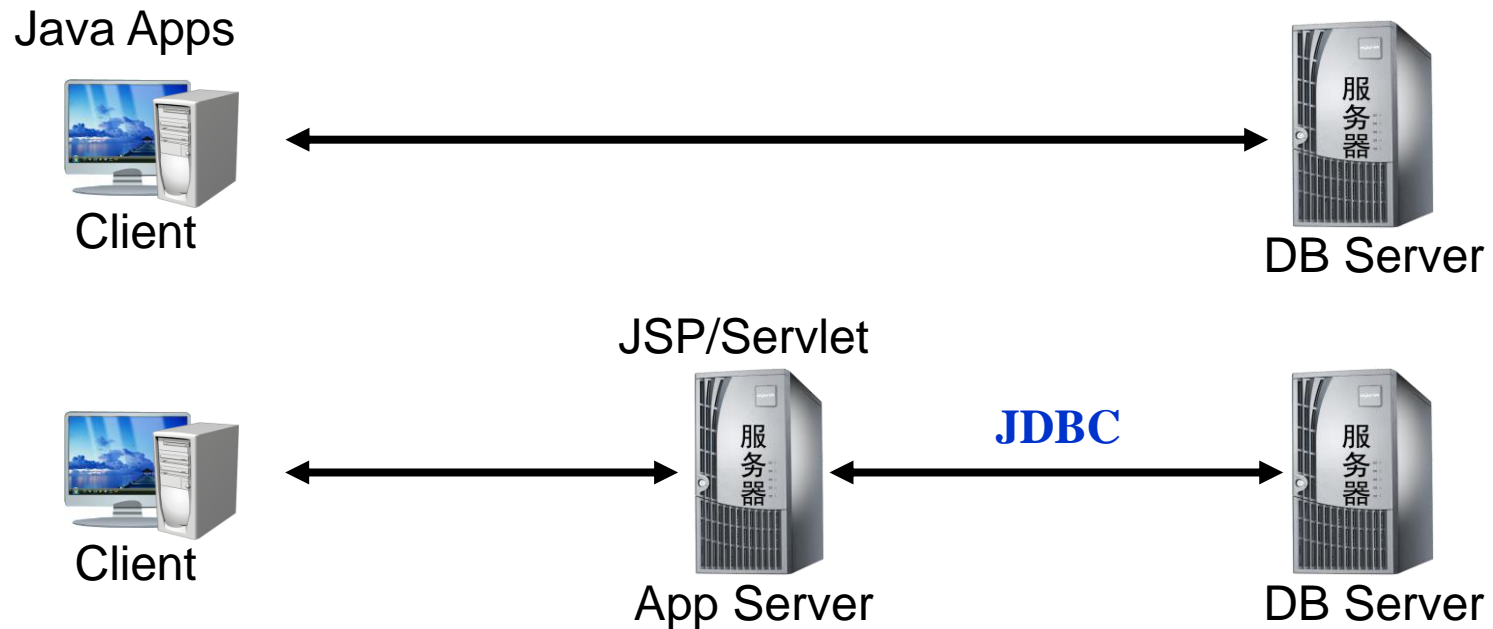 Java Apps
服务器
Client
DB Server
JSP/Servlet
JDBC
服务器
服务器
Client
App Server
DB Server